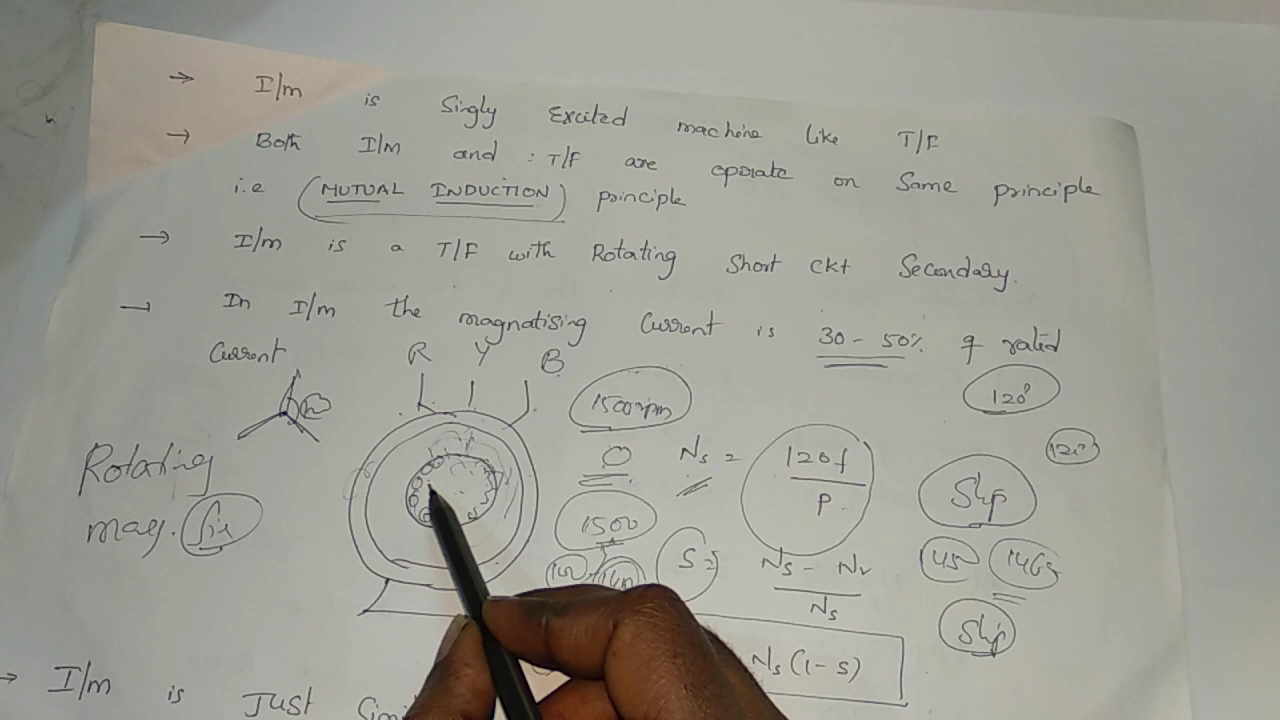 → I/m is Singly Excited machine like T/F
→ Both I/m and : T/F are operate on Same principle
i.e (MUTUAL INDUCTION) principle
→ I/m is a T/F with Rotating Short ckt Secondary.
→ In I/m the magnatising Current is 30 - 50% of rated
Current R Y B
1500rpm 120°
Rotating 0 Ns = 120f / P. Slip 120
mag. 1500
S = Ns - Nr / Ns 145 1465
Slip
Ns (1 - s)
→ I/m is Just